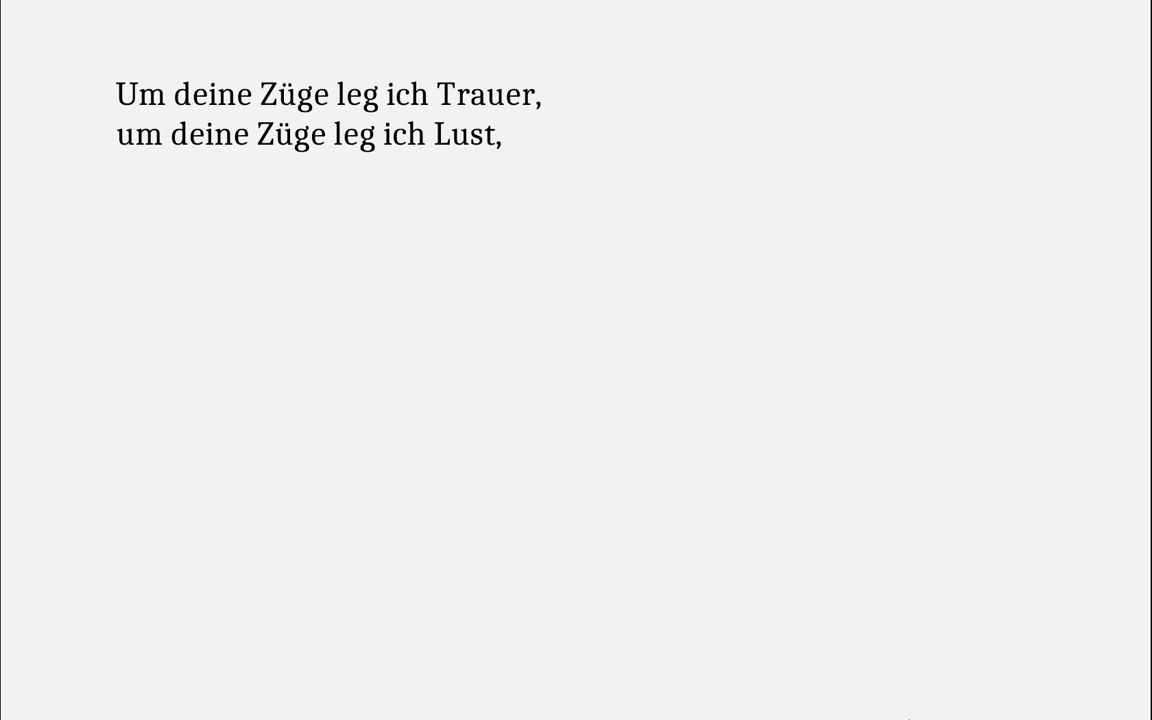 Um deine Züge leg ich Trauer,
um deine Züge leg ich Lust,